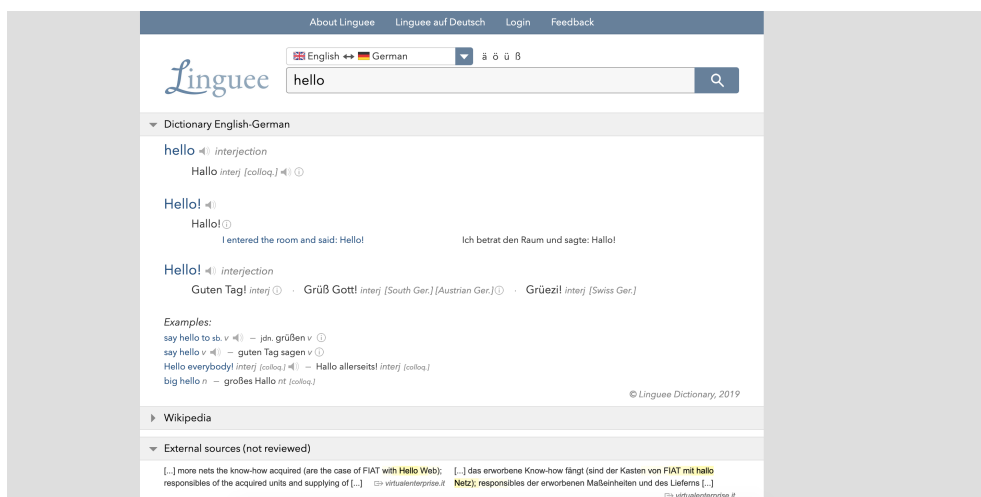 About Linguee Linguee auf Deutsch Login Feedback
English ↔ German ä ö ü ß
Linguee
hello
Dictionary English-German
hello interjection
Hallo interj [colloq.]
Hello!
Hallo!
I entered the room and said: Hello! Ich betrat den Raum und sagte: Hallo!
Hello! interjection
Guten Tag! interj · Grüß Gott! interj [South Ger.] [Austrian Ger.] · Grüezi! interj [Swiss Ger.]
Examples:
say hello to sb. v — jdn. grüßen v
say hello v — guten Tag sagen v
Hello everybody! interj [colloq.] — Hallo allerseits! interj [colloq.]
big hello n — großes Hallo nt [colloq.]
© Linguee Dictionary, 2019
Wikipedia
External sources (not reviewed)
[...] more nets the know-how acquired (are the case of FIAT with Hello Web);
responsibles of the acquired units and supplying of [...] virtualenterprise.it
[...] das erworbene Know-how fängt (sind der Kasten von FIAT mit hallo
Netz); responsibles der erworbenen Maßeinheiten und des Lieferns [...]
virtualenterprise.it